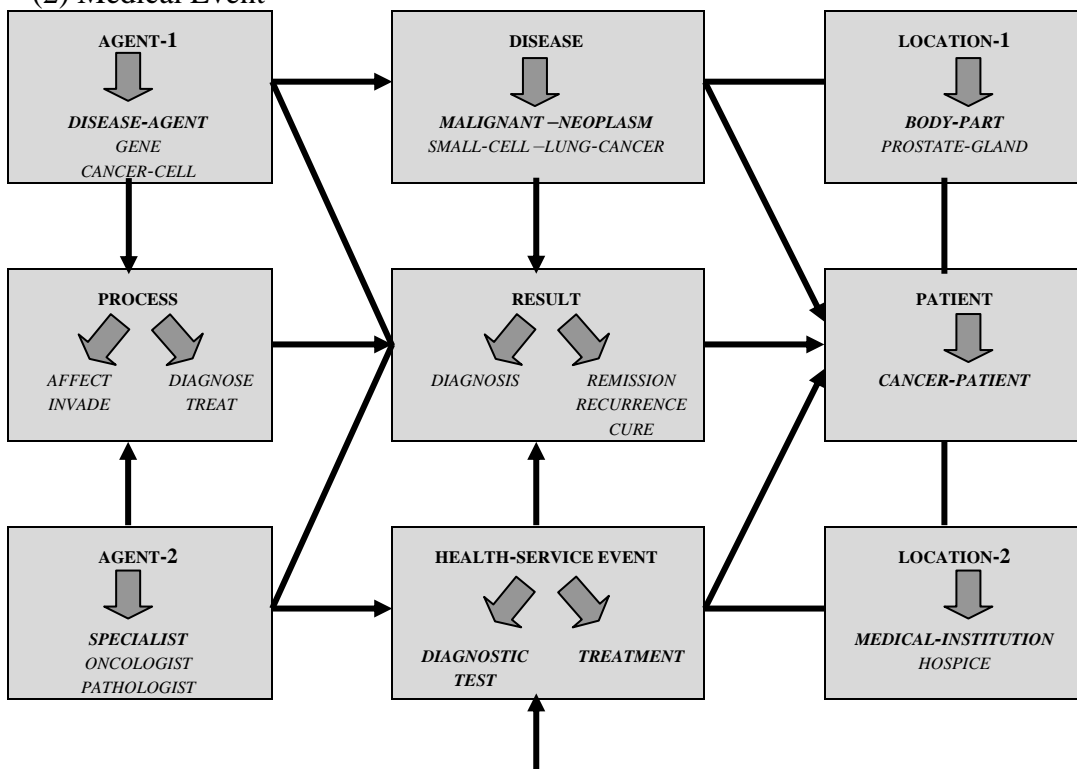 (2) Medical Event
AGENT-1
DISEASE-AGENT
GENE
CANCER-CELL
DISEASE
MALIGNANT –NEOPLASM
SMALL-CELL –LUNG-CANCER
LOCATION-1
BODY-PART
PROSTATE-GLAND
PROCESS
AFFECT
INVADE
DIAGNOSE
TREAT
RESULT
DIAGNOSIS
REMISSION
RECURRENCE
CURE
PATIENT
CANCER-PATIENT
AGENT-2
SPECIALIST
ONCOLOGIST
PATHOLOGIST
HEALTH-SERVICE EVENT
DIAGNOSTIC
TEST
TREATMENT
LOCATION-2
MEDICAL-INSTITUTION
HOSPICE